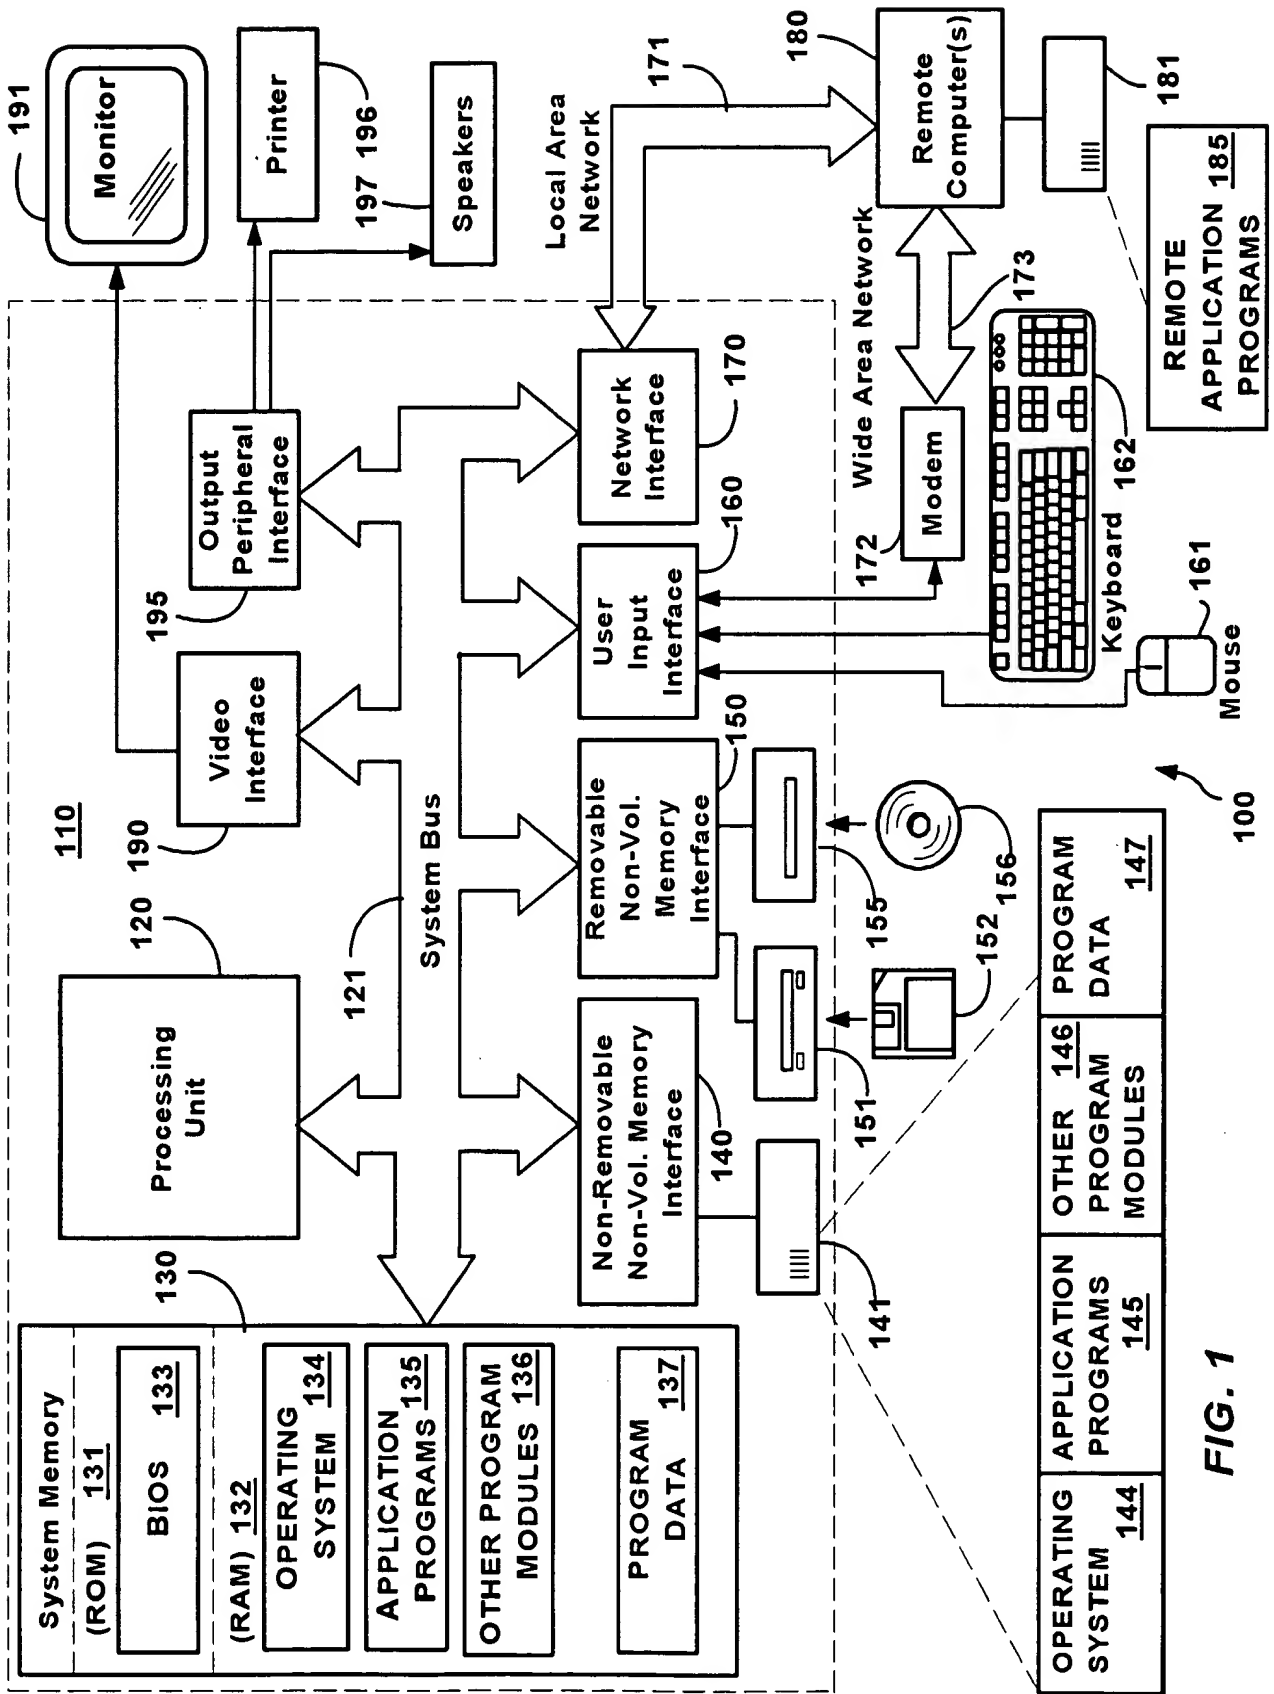 System Memory
(ROM) 131
BIOS 133
(RAM) 132
OPERATING
SYSTEM 134
APPLICATION
PROGRAMS 135
OTHER PROGRAM
MODULES 136
PROGRAM
DATA 137
130
Processing
Unit
120
110
190
Video
Interface
195
Output
Peripheral
Interface
191
Monitor
Printer
196
197
Speakers
121
System Bus
Non-Removable
Non-Vol. Memory
Interface
140
Removable
Non-Vol.
Memory
Interface
150
User
Input
Interface
160
Network
Interface
170
Local Area
Network
171
141
151
152
155
156
172
Modem
Wide Area Network
173
180
Remote
Computer(s)
181
Keyboard
162
161
Mouse
REMOTE
APPLICATION 185
PROGRAMS
OPERATING
SYSTEM 144
APPLICATION
PROGRAMS
145
OTHER 146
PROGRAM
MODULES
PROGRAM
DATA
147
100
FIG. 1